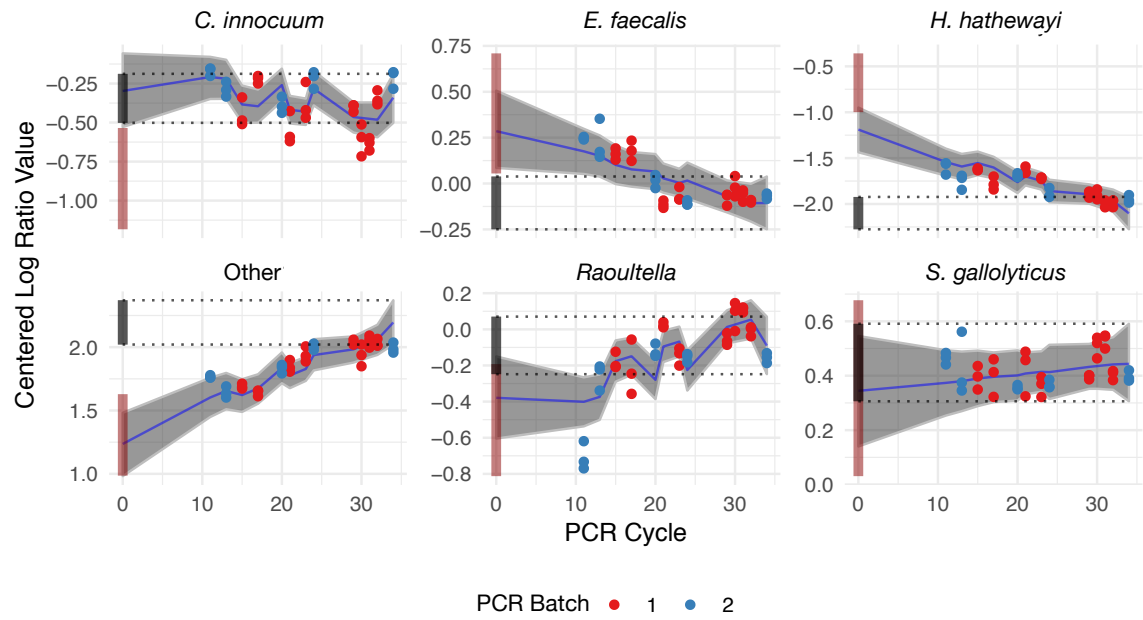 C. innocuum
E. faecalis
H. hathewayi
−0.25
−0.50
−0.75
−1.00
0.75
0.50
0.25
0.00
−0.25
−0.5
−1.0
−1.5
−2.0
Centered Log Ratio Value
Other
Raoultella
S. gallolyticus
2.0
1.5
1.0
0.2
0.0
−0.2
−0.4
−0.6
−0.8
0.6
0.4
0.2
0.0
0 10 20 30
0 10 20 30
0 10 20 30
PCR Cycle
PCR Batch 1 2